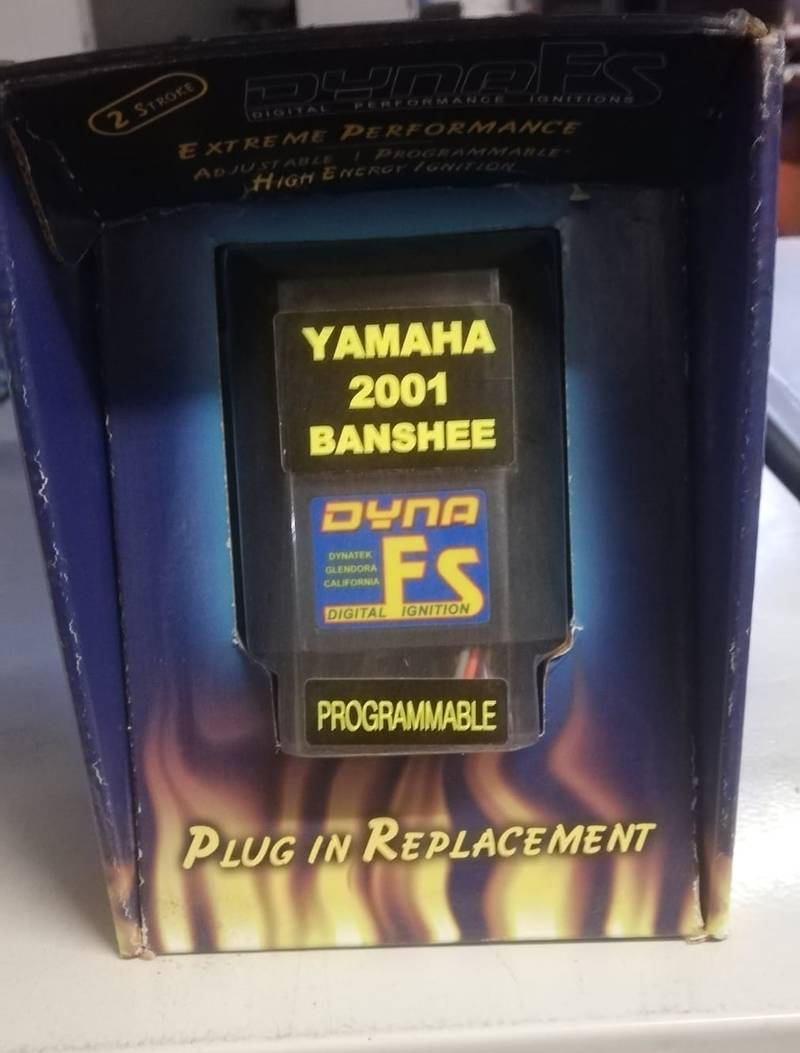 2 STROKE
DYNA FS
DIGITAL PERFORMANCE IGNITIONS
EXTREME PERFORMANCE
ADJUSTABLE | PROGRAMMABLE
HIGH ENERGY IGNITION
YAMAHA
2001
BANSHEE
DYNA
FS
DYNATEK
GLENDORA
CALIFORNIA
DIGITAL IGNITION
PROGRAMMABLE
PLUG IN REPLACEMENT